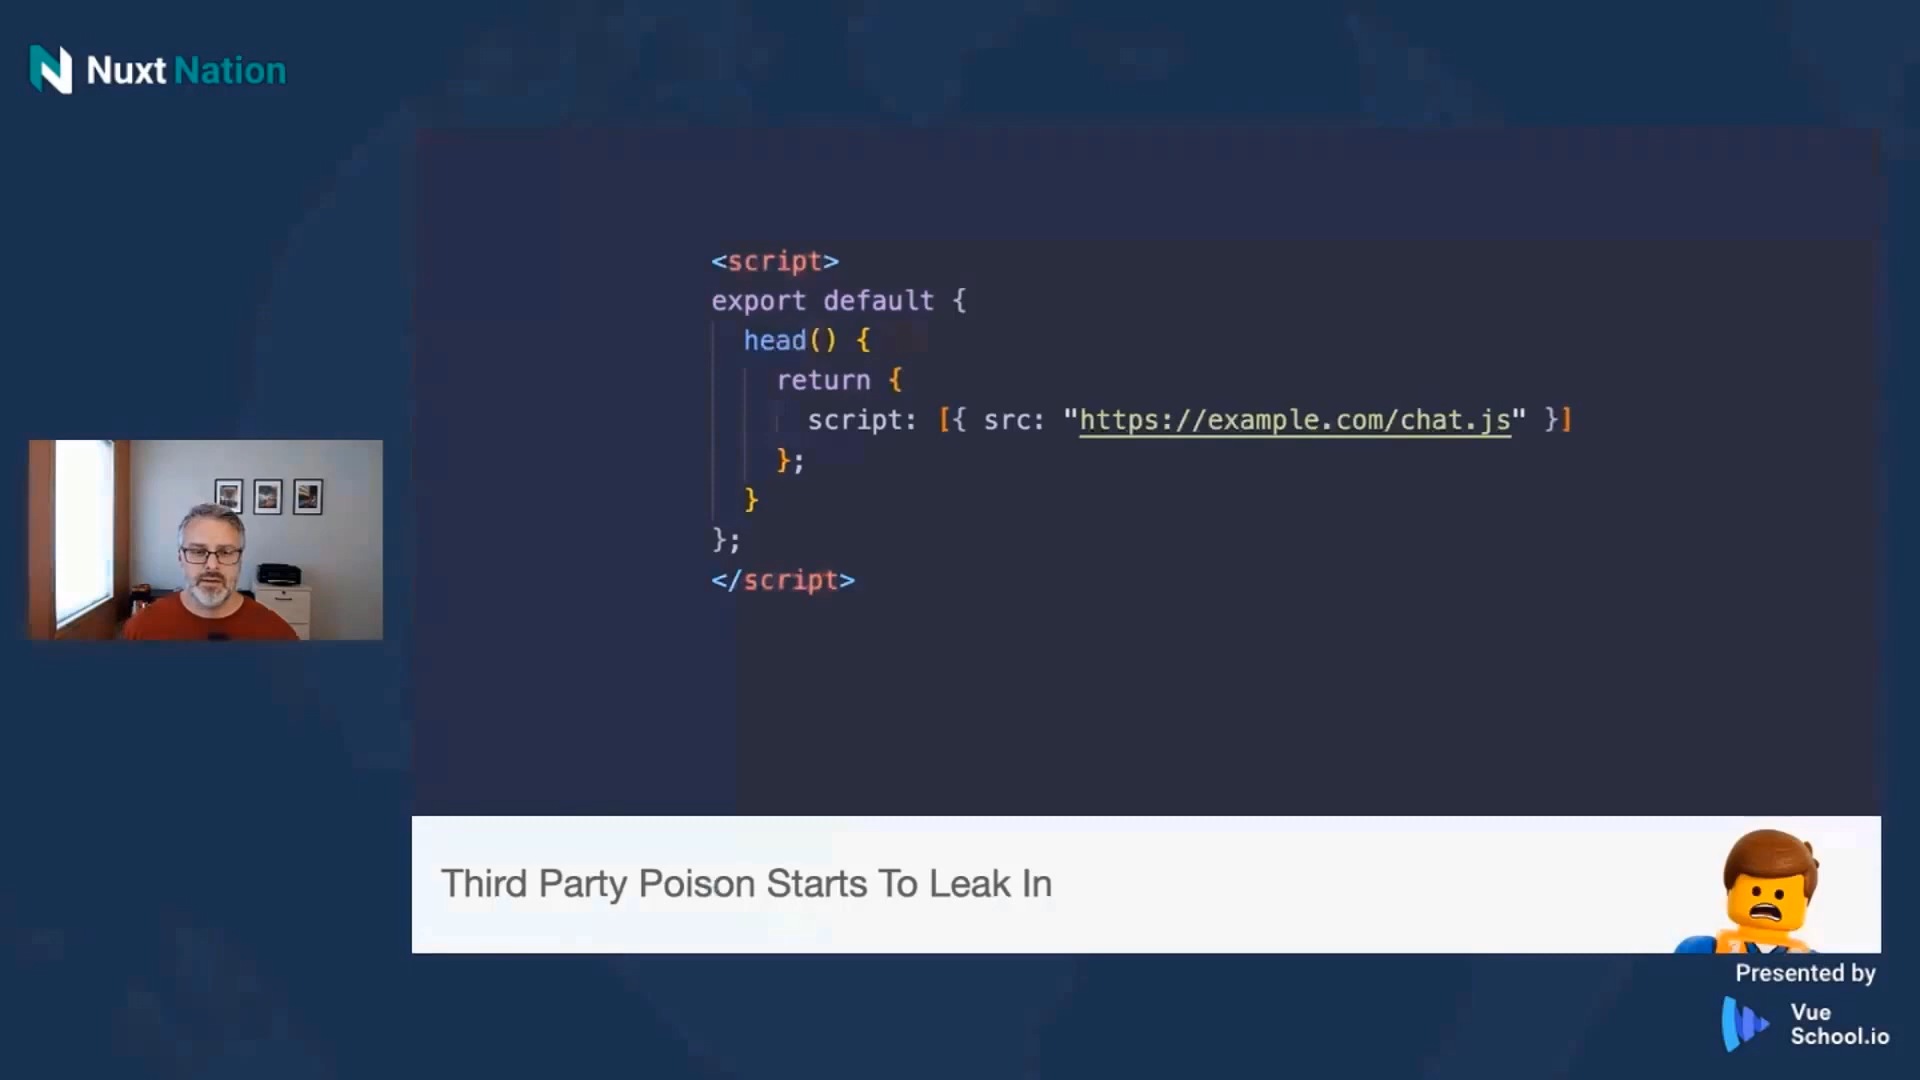 Nuxt Nation
<script>
export default {
head() {
return {
script: [{ src: "https://example.com/chat.js" }]
};
}
};
</script>
Third Party Poison Starts To Leak In
Presented by
Vue
School.io